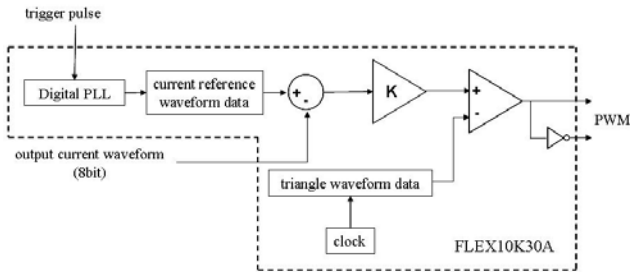 trigger pulse
Digital PLL
current reference
waveform data
+
-
K
+
-
PWM
output current waveform
(8bit)
triangle waveform data
clock
FLEX10K30A